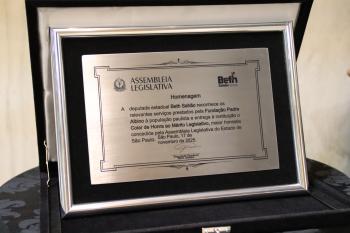 ASSEMBLEIA
LEGISLATIVA
Beth
Sahão
Homenagem
A deputada estadual Beth Sahão reconhece os
relevantes serviços prestados pela Fundação Padre
Albino à população paulista e entrega à instituição o
Colar de Honra ao Mérito Legislativo, maior honraria
concedida pela Assembleia Legislativa do Estado de
São Paulo. São Paulo, 17 de
novembro de 2025